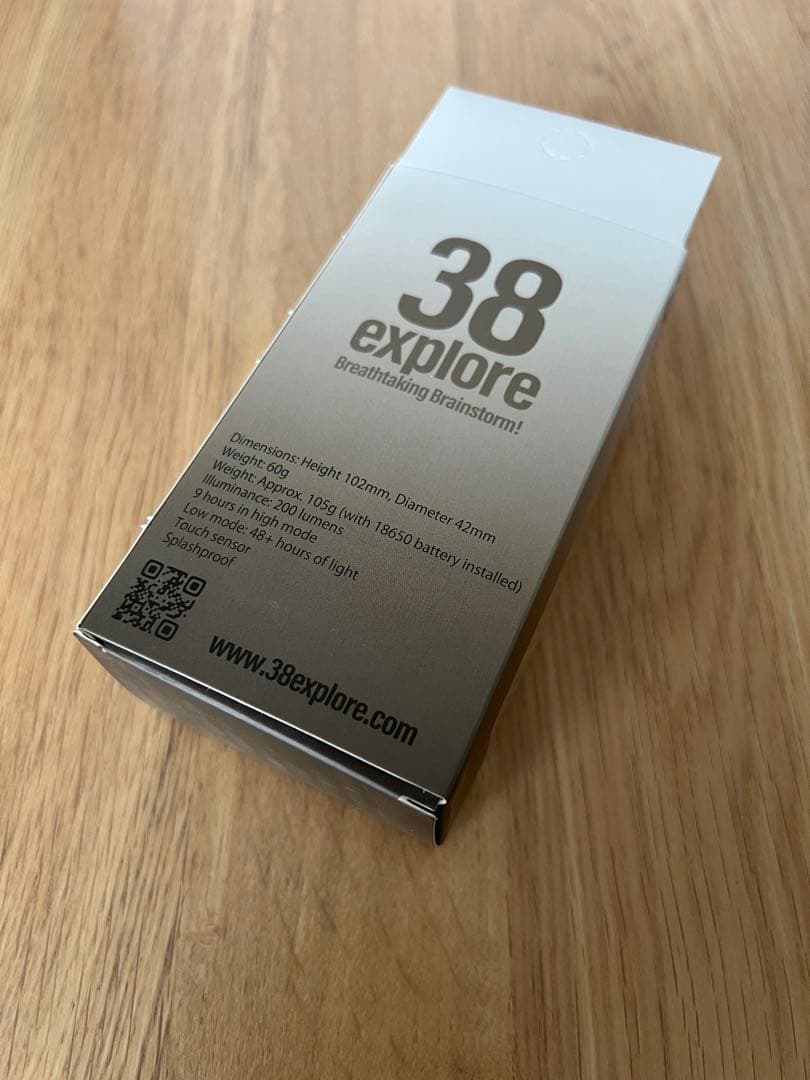 38
explore
Breathtaking Brainstorm!
Dimensions: Height 102mm, Diameter 42mm
Weight: 60g
Weight: Approx. 105g (with 18650 battery installed)
Illuminance: 200 lumens
9 hours in high mode
Low mode: 48+ hours of light
Touch sensor
Splashproof
www.38explore.com